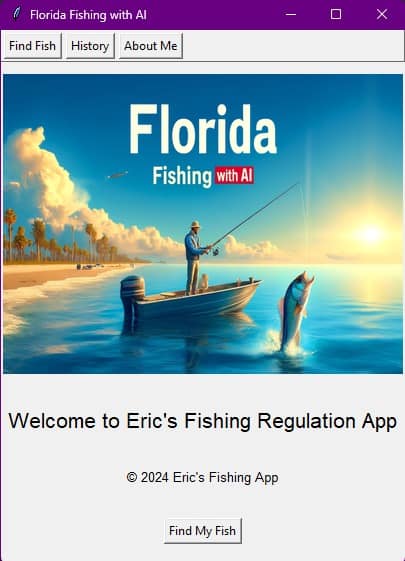 Florida Fishing with AI
Find Fish History About Me
Florida
Fishing with AI
Welcome to Eric's Fishing Regulation App
© 2024 Eric's Fishing App
Find My Fish